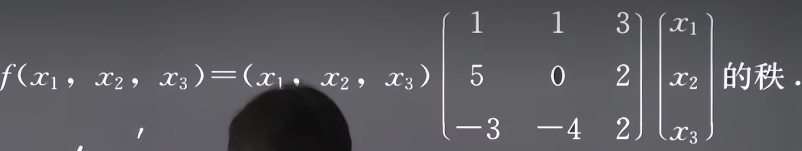 f(x₁, x₂, x₃)=(x₁, x₂, x₃) ( 1 1 3 ; 5 0 2 ; −3 −4 2 ) ( x₁ ; x₂ ; x₃ ) 的秩.